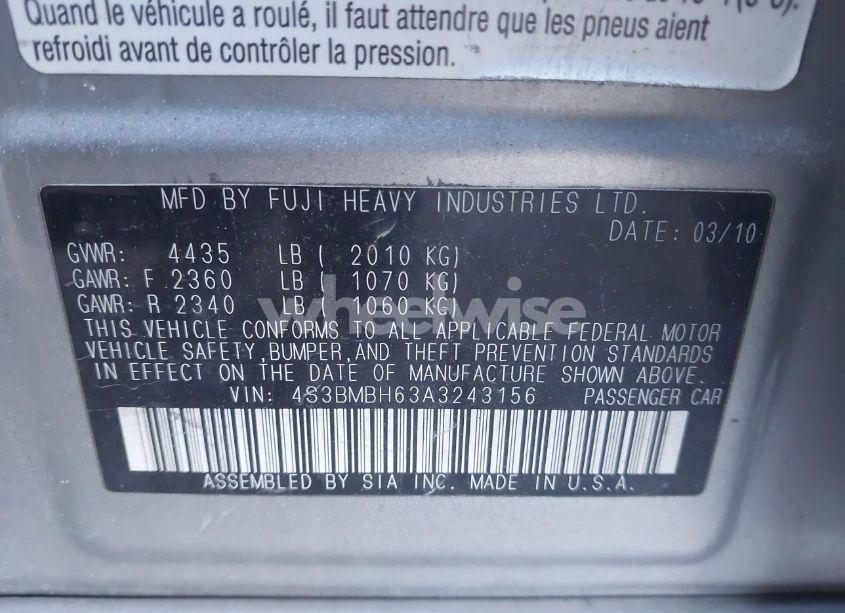 Quand le véhicule a roulé, il faut attendre que les pneus aient
refroidi avant de contrôler la pression.
MFD BY FUJI HEAVY INDUSTRIES LTD.
DATE: 03/10
GVWR: 4435 LB ( 2010 KG)
GAWR: F 2360 LB ( 1070 KG)
GAWR: R 2340 LB ( 1060 KG)
wheelwise
THIS VEHICLE CONFORMS TO ALL APPLICABLE FEDERAL MOTOR
VEHICLE SAFETY,BUMPER,AND THEFT PREVENTION STANDARDS
IN EFFECT ON THE DATE OF MANUFACTURE SHOWN ABOVE.
VIN: 4S3BMBH63A3243156 PASSENGER CAR
ASSEMBLED BY SIA INC. MADE IN U.S.A.